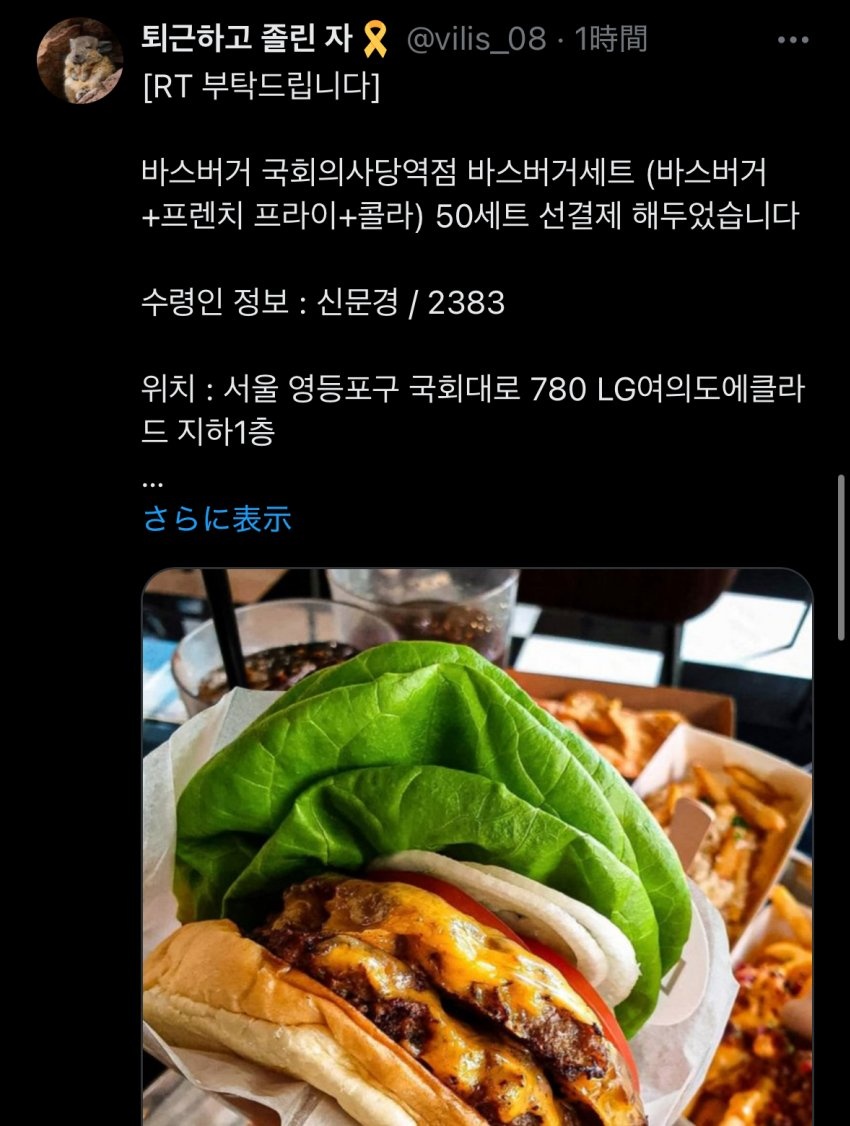 퇴근하고 졸린 자🎗️ @vilis_08 · 1時間
[RT 부탁드립니다]
바스버거 국회의사당역점 바스버거세트 (바스버거
+프렌치 프라이+콜라) 50세트 선결제 해두었습니다
수령인 정보 : 신문경 / 2383
위치 : 서울 영등포구 국회대로 780 LG여의도에클라
드 지하1층
...
さらに表示